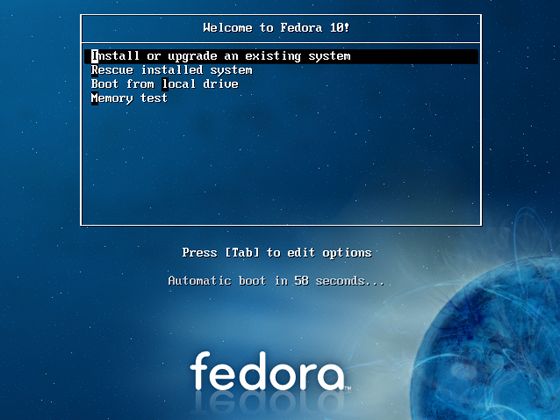 Welcome to Fedora 10!
Install or upgrade an existing system
Rescue installed system
Boot from local drive
Memory test
Press [Tab] to edit options
Automatic boot in 58 seconds...
fedora™